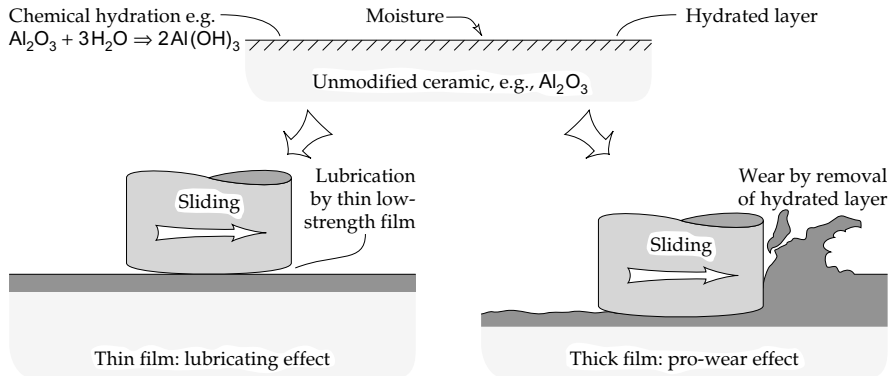 Chemical hydration e.g.
Al₂O₃ + 3H₂O ⇒ 2Al(OH)₃
Moisture
Hydrated layer
Unmodified ceramic, e.g., Al₂O₃
Lubrication
by thin low-
strength film
Sliding
Thin film: lubricating effect
Wear by removal
of hydrated layer
Sliding
Thick film: pro-wear effect